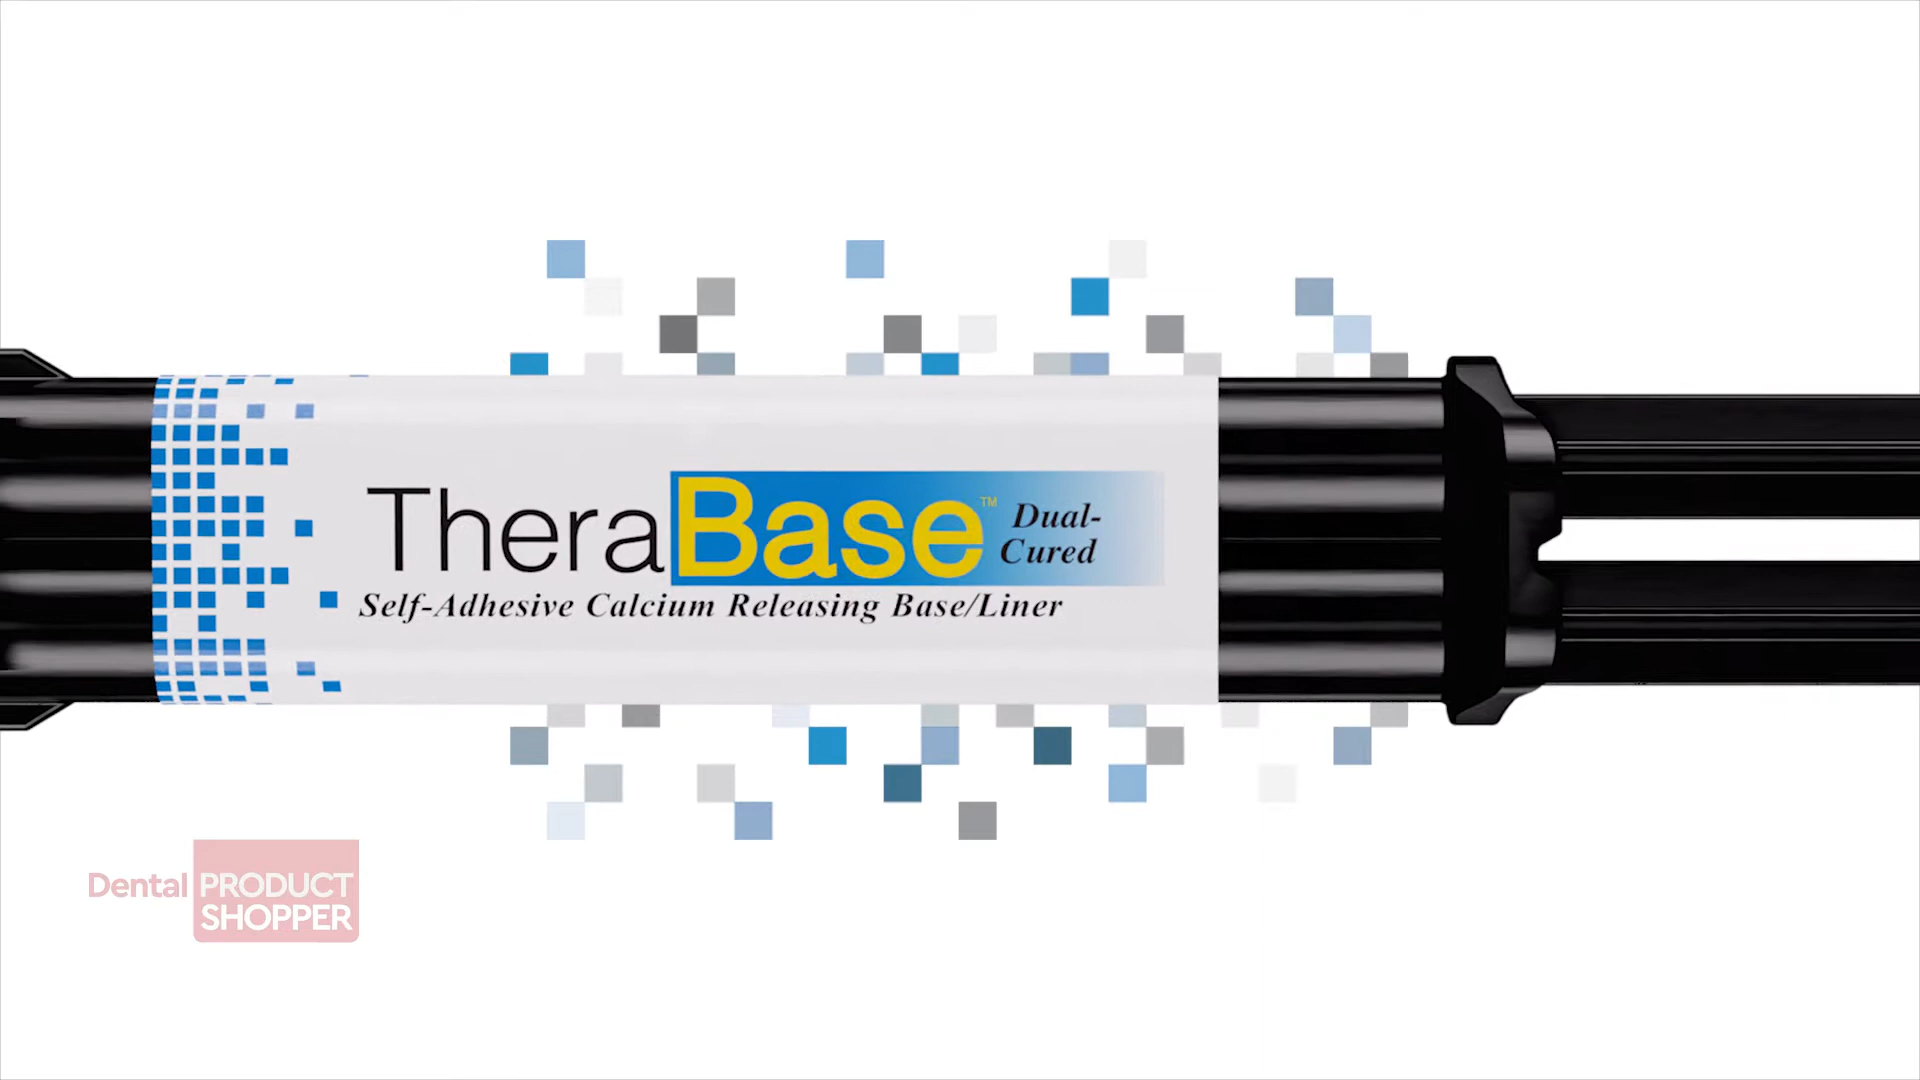 TheraBase™ Dual-
Cured
Self-Adhesive Calcium Releasing Base/Liner
Dental PRODUCT
SHOPPER